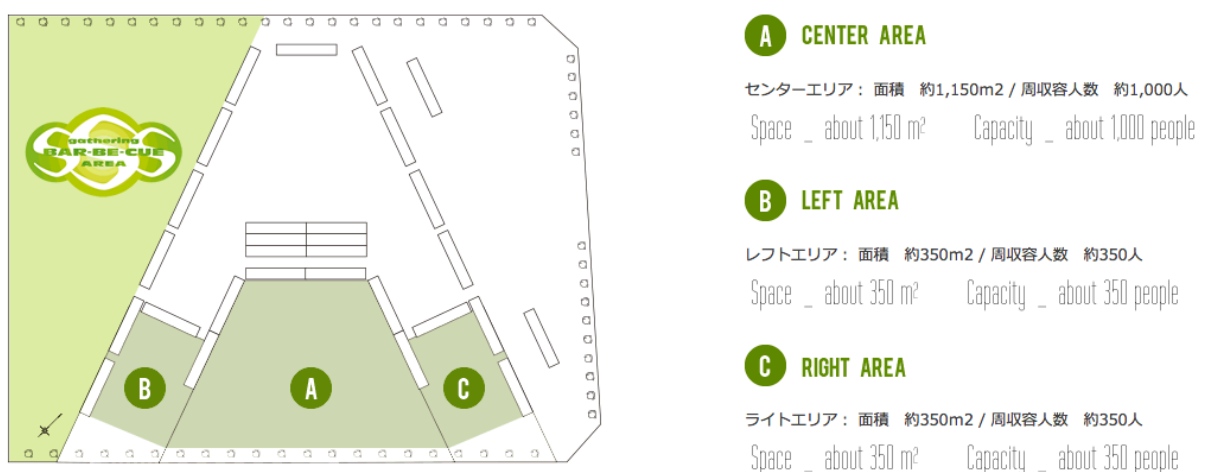 gathering
BAR-BE-CUE
AREA
B
A
C
A CENTER AREA
センターエリア： 面積　約1,150m2 / 周収容人数　約1,000人
Space _ about 1,150 m² Capacity _ about 1,000 people
B LEFT AREA
レフトエリア： 面積　約350m2 / 周収容人数　約350人
Space _ about 350 m² Capacity _ about 350 people
C RIGHT AREA
ライトエリア： 面積　約350m2 / 周収容人数　約350人
Space _ about 350 m² Capacity _ about 350 people